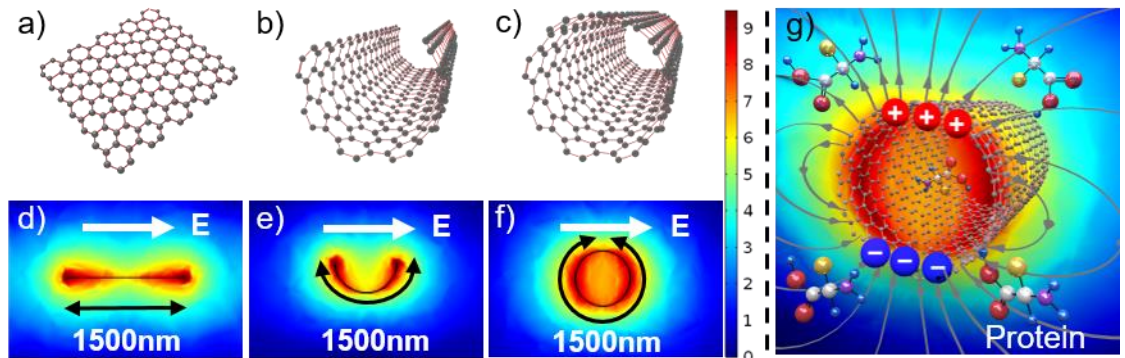 a)
b)
c)
d)
E
1500nm
e)
E
1500nm
f)
E
1500nm
9
8
7
6
5
4
3
2
1
0
g)
+ + +
− − −
Protein